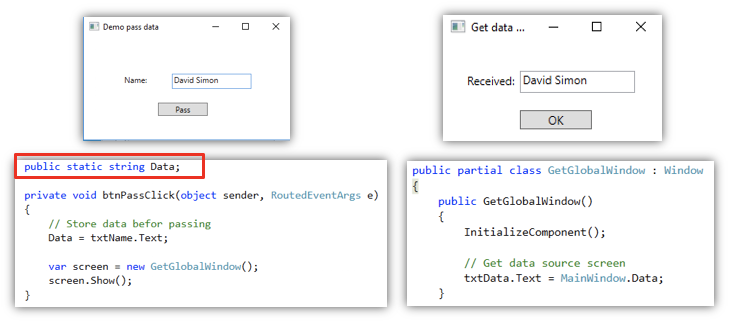 Demo pass data
Name: David Simon
Pass
Get data ...
Received: David Simon
OK
public static string Data;
private void btnPassClick(object sender, RoutedEventArgs e)
{
// Store data befor passing
Data = txtName.Text;
var screen = new GetGlobalWindow();
screen.Show();
}
public partial class GetGlobalWindow : Window
{
public GetGlobalWindow()
{
InitializeComponent();
// Get data source screen
txtData.Text = MainWindow.Data;
}